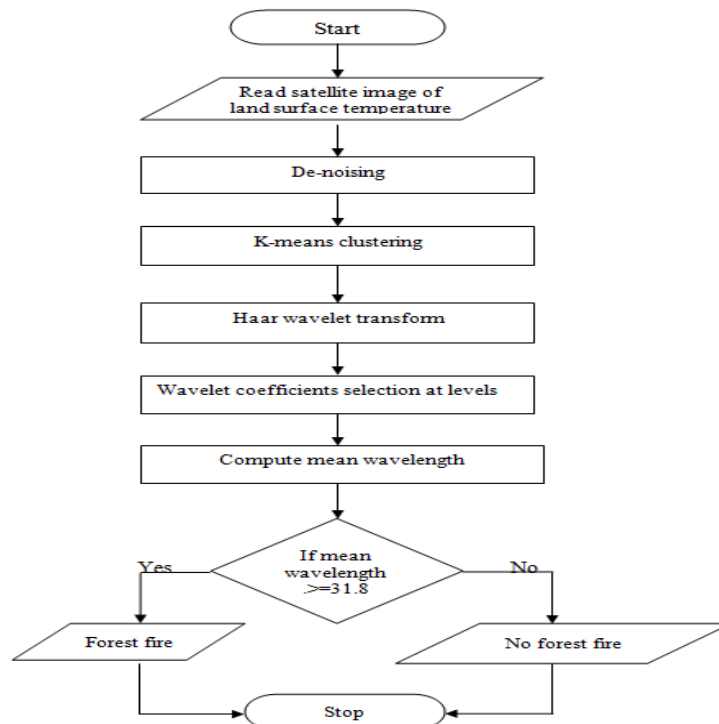 Start
Read satellite image of
land surface temperature
De-noising
K-means clustering
Haar wavelet transform
Wavelet coefficients selection at levels
Compute mean wavelength
If mean
wavelength
.>=31.8
Yes
No
Forest fire
No forest fire
Stop